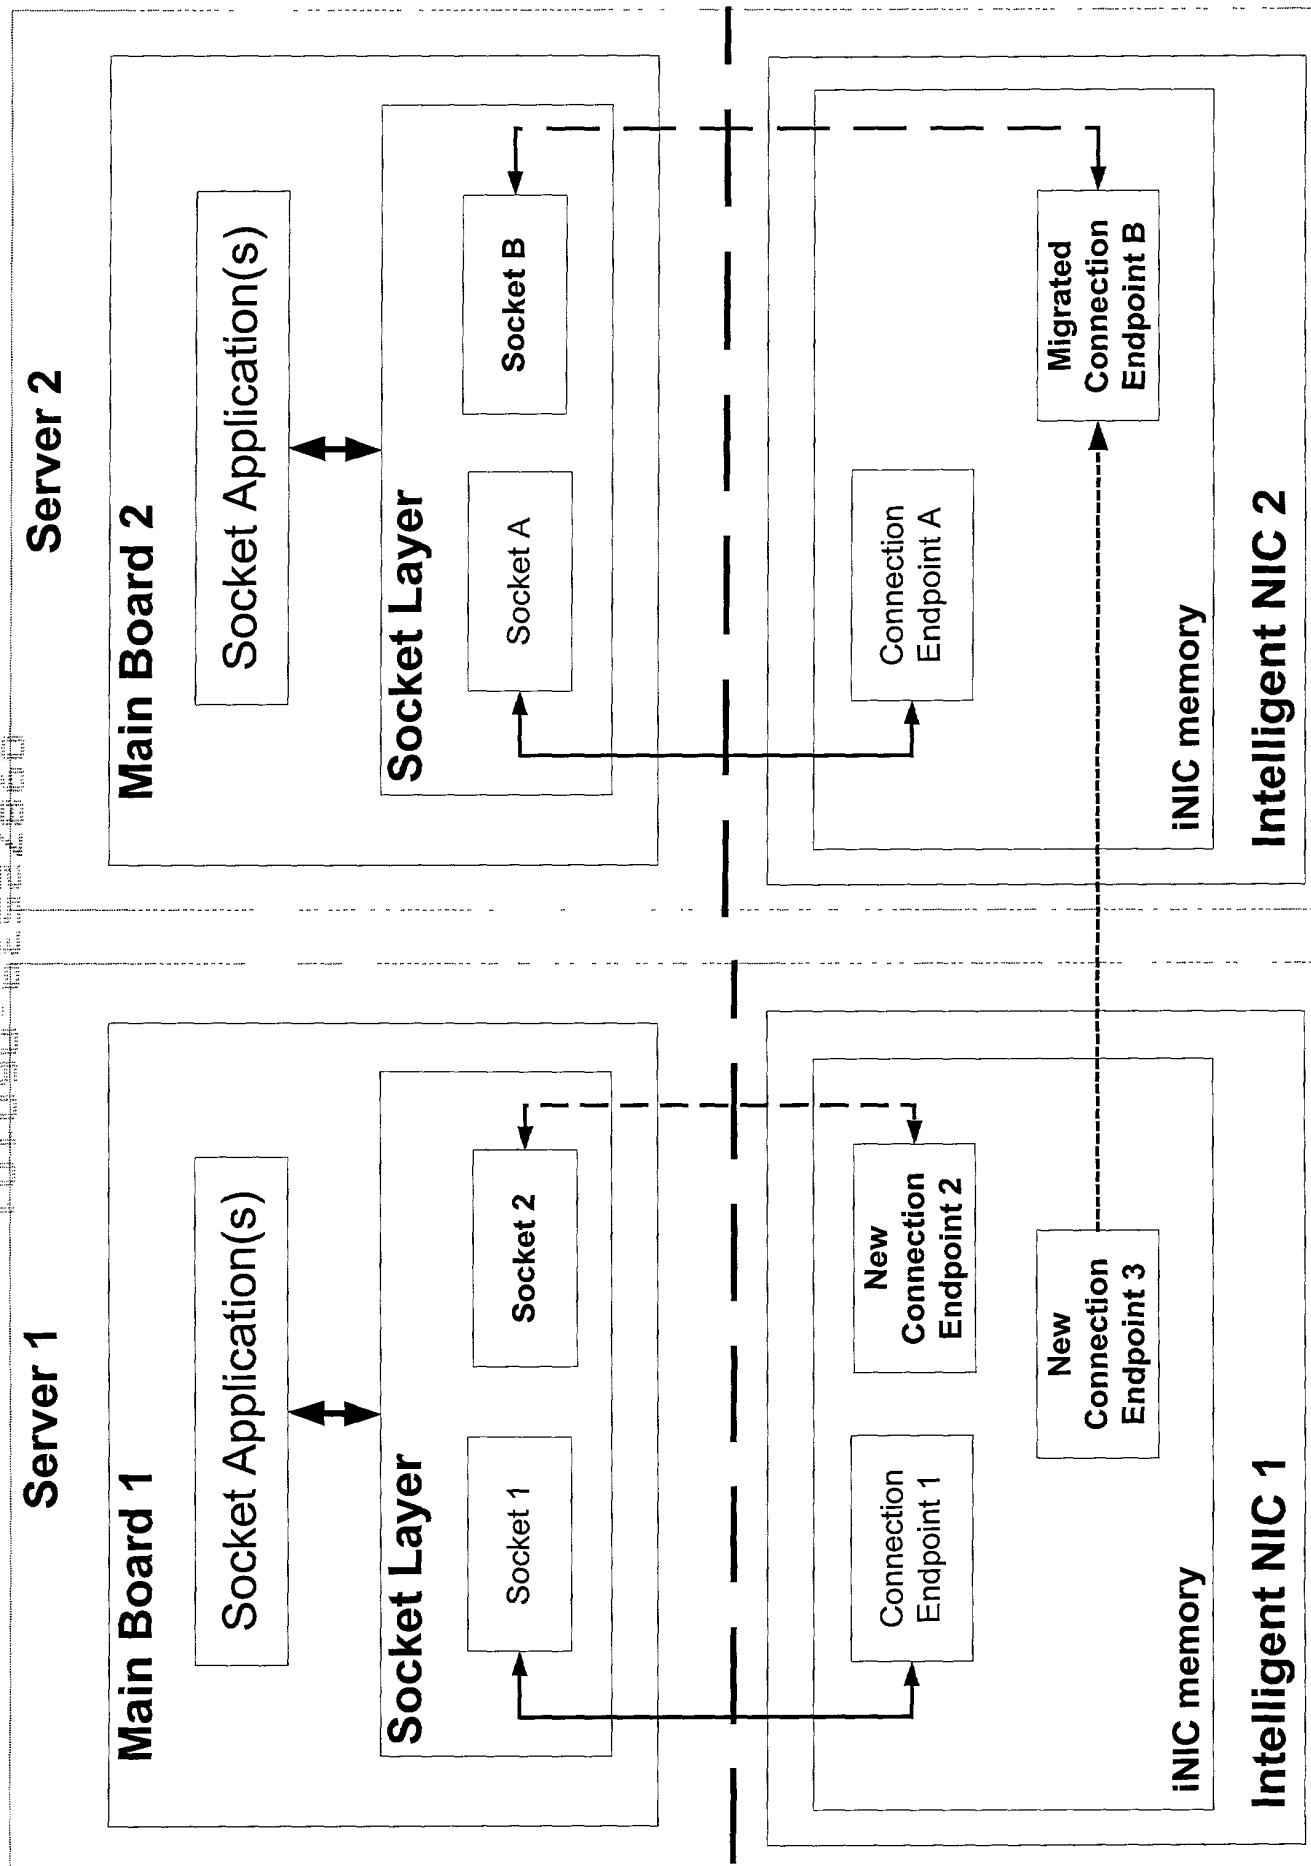 Server 1
Main Board 1
Socket Application(s)
Socket Layer
Socket 1
Socket 2
Connection
Endpoint 1
New
Connection
Endpoint 2
New
Connection
Endpoint 3
iNIC memory
Intelligent NIC 1
Server 2
Main Board 2
Socket Application(s)
Socket Layer
Socket A
Socket B
Connection
Endpoint A
Migrated
Connection
Endpoint B
iNIC memory
Intelligent NIC 2